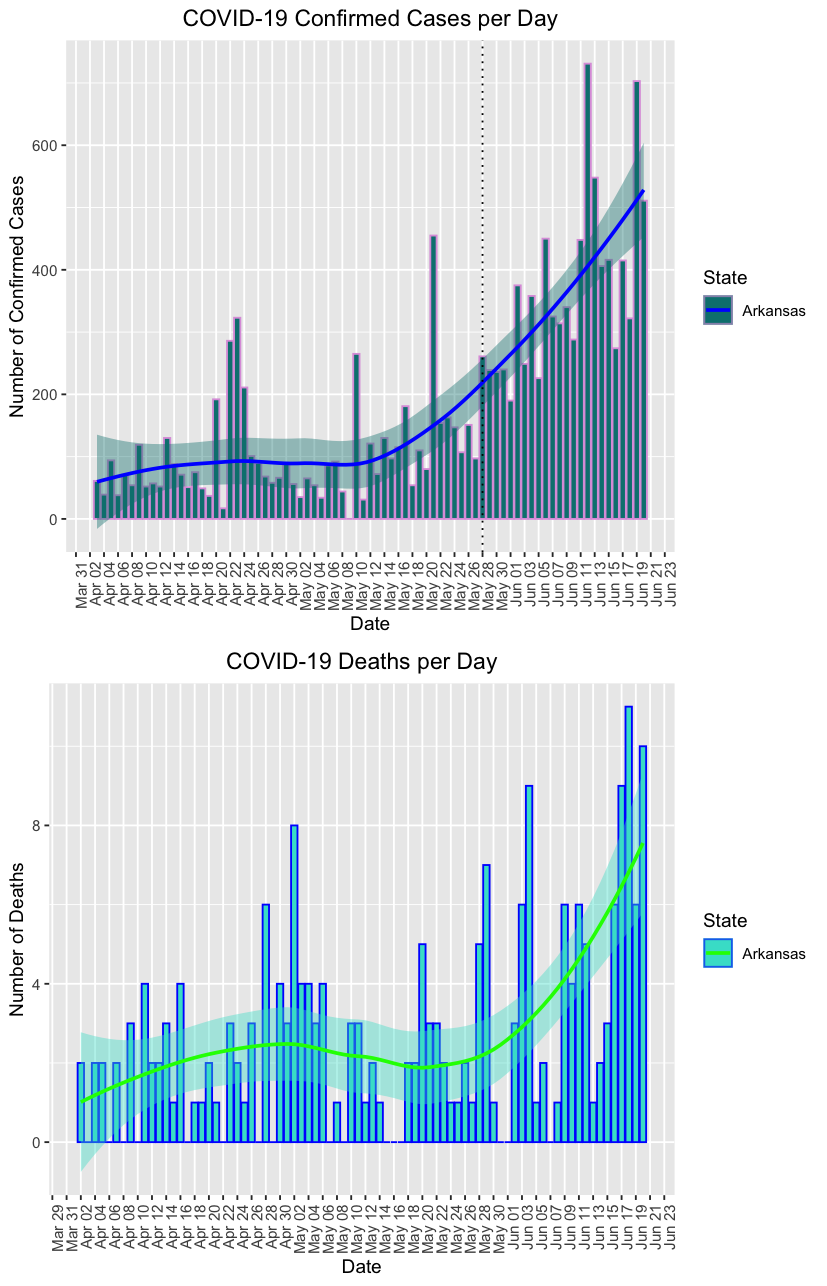 COVID-19 Confirmed Cases per Day
Number of Confirmed Cases
600
400
200
0
Mar 31
Apr 02
Apr 04
Apr 06
Apr 08
Apr 10
Apr 12
Apr 14
Apr 16
Apr 18
Apr 20
Apr 22
Apr 24
Apr 26
Apr 28
Apr 30
May 02
May 04
May 06
May 08
May 10
May 12
May 14
May 16
May 18
May 20
May 22
May 24
May 26
May 28
May 30
Jun 01
Jun 03
Jun 05
Jun 07
Jun 09
Jun 11
Jun 13
Jun 15
Jun 17
Jun 19
Jun 21
Jun 23
Date
State
Arkansas
COVID-19 Deaths per Day
Number of Deaths
8
4
0
Mar 29
Mar 31
Apr 02
Apr 04
Apr 06
Apr 08
Apr 10
Apr 12
Apr 14
Apr 16
Apr 18
Apr 20
Apr 22
Apr 24
Apr 26
Apr 28
Apr 30
May 02
May 04
May 06
May 08
May 10
May 12
May 14
May 16
May 18
May 20
May 22
May 24
May 26
May 28
May 30
Jun 01
Jun 03
Jun 05
Jun 07
Jun 09
Jun 11
Jun 13
Jun 15
Jun 17
Jun 19
Jun 21
Jun 23
Date
State
Arkansas